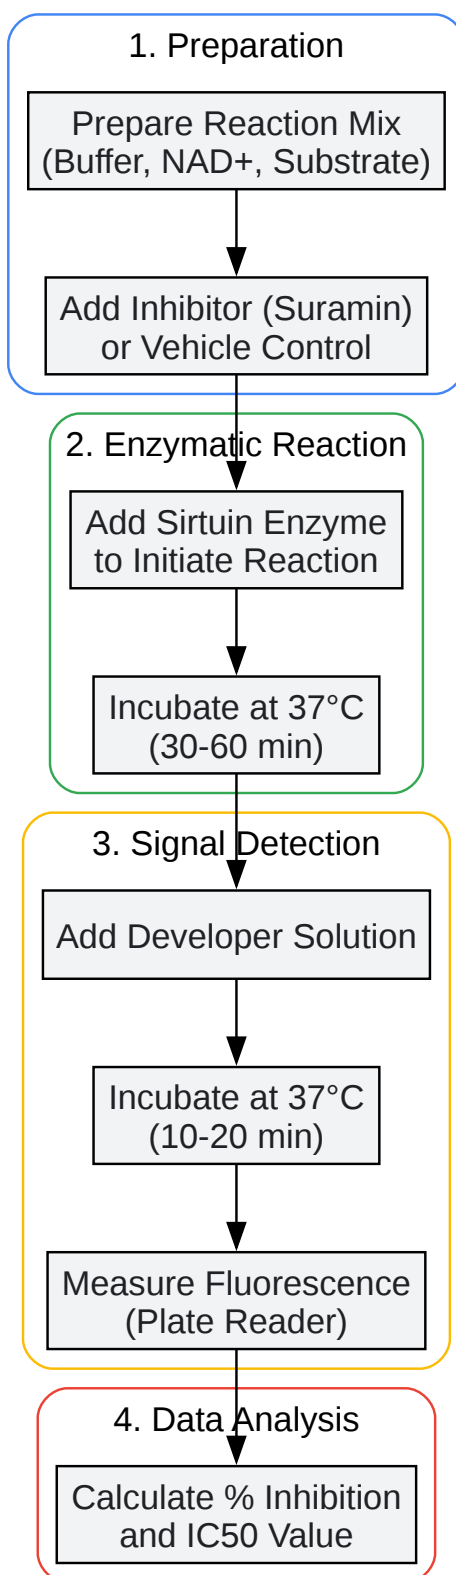 1. Preparation
Prepare Reaction Mix
(Buffer, NAD+, Substrate)
Add Inhibitor (Suramin)
or Vehicle Control
2. Enzymatic Reaction
Add Sirtuin Enzyme
to Initiate Reaction
Incubate at 37°C
(30-60 min)
3. Signal Detection
Add Developer Solution
Incubate at 37°C
(10-20 min)
Measure Fluorescence
(Plate Reader)
4. Data Analysis
Calculate % Inhibition
and IC50 Value